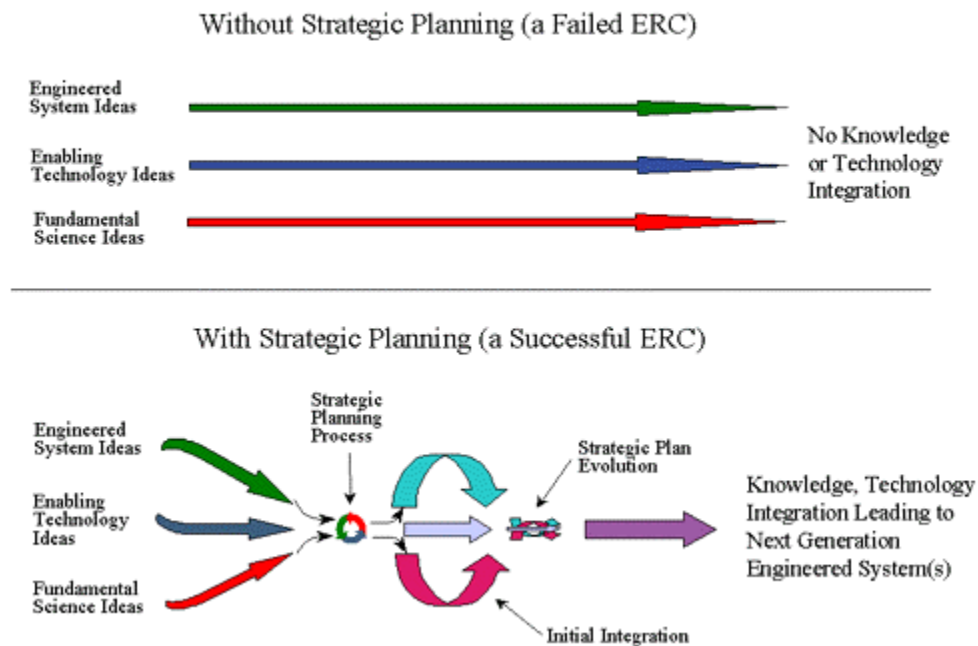 Without Strategic Planning (a Failed ERC)
Engineered
System Ideas
Enabling
Technology Ideas
Fundamental
Science Ideas
No Knowledge
or Technology
Integration
With Strategic Planning (a Successful ERC)
Engineered
System Ideas
Enabling
Technology
Ideas
Fundamental
Science Ideas
Strategic
Planning
Process
Strategic Plan
Evolution
Initial Integration
Knowledge, Technology
Integration Leading to
Next Generation
Engineered System(s)